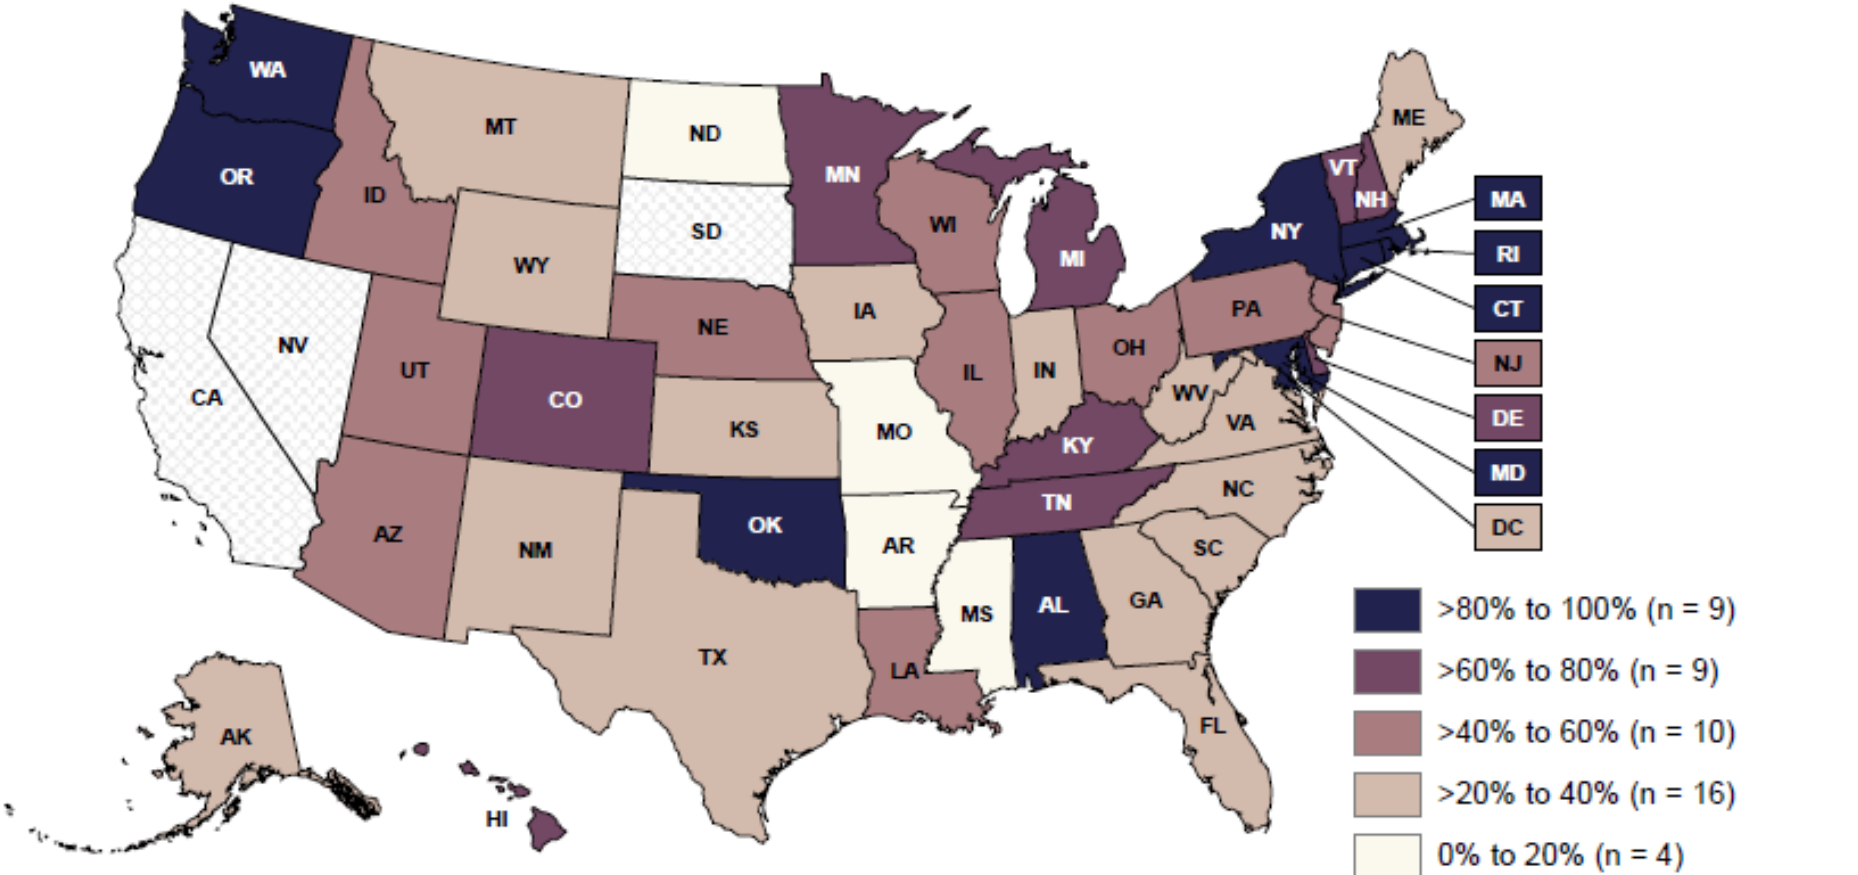 WA
MT
ND
ME
OR
ID
MN
VT
NH
MA
SD
WI
NY
RI
WY
MI
CT
NV
NE
IA
PA
NJ
CA
UT
CO
IL
IN
OH
WV
DE
KS
MO
KY
VA
MD
AZ
NM
OK
AR
TN
NC
DC
SC
MS
AL
GA
>80% to 100% (n = 9)
TX
LA
>60% to 80% (n = 9)
AK
FL
>40% to 60% (n = 10)
HI
>20% to 40% (n = 16)
0% to 20% (n = 4)